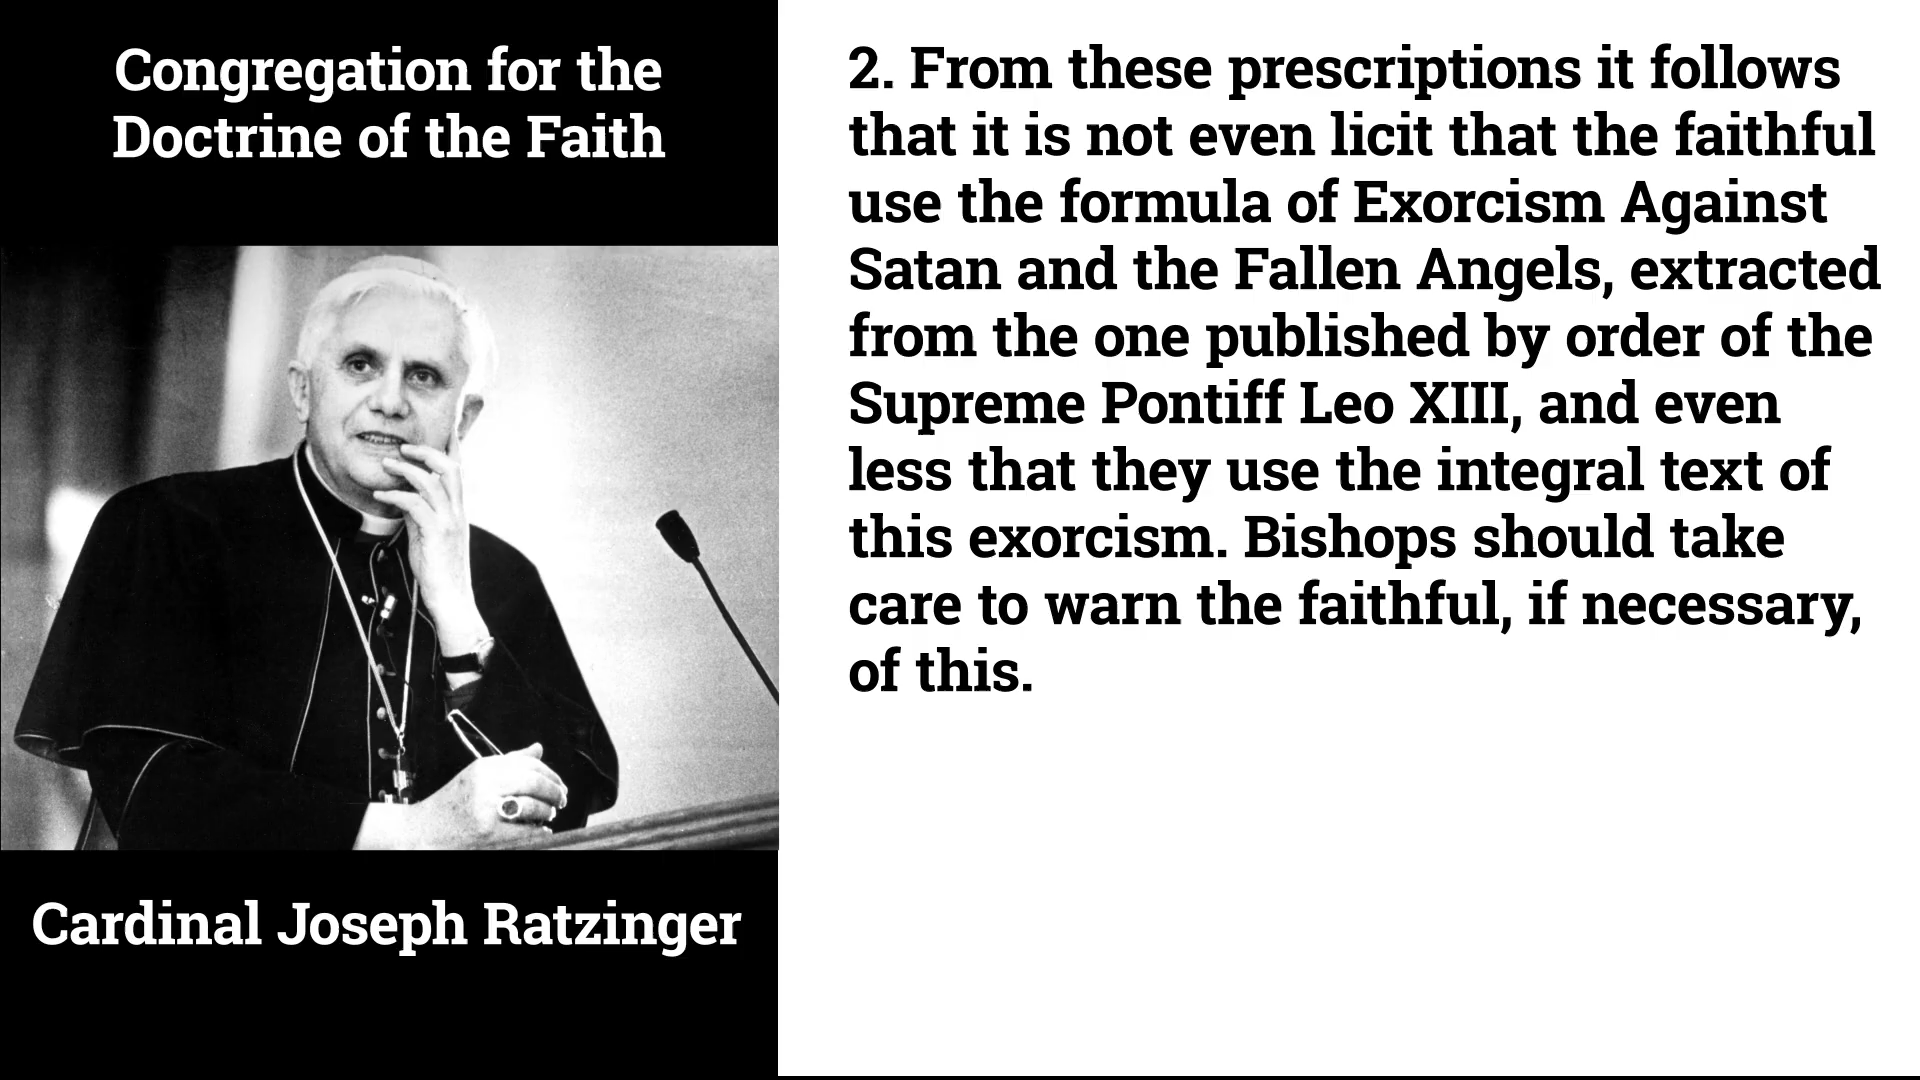 Congregation for the
Doctrine of the Faith
Cardinal Joseph Ratzinger
2. From these prescriptions it follows
that it is not even licit that the faithful
use the formula of Exorcism Against
Satan and the Fallen Angels, extracted
from the one published by order of the
Supreme Pontiff Leo XIII, and even
less that they use the integral text of
this exorcism. Bishops should take
care to warn the faithful, if necessary,
of this.